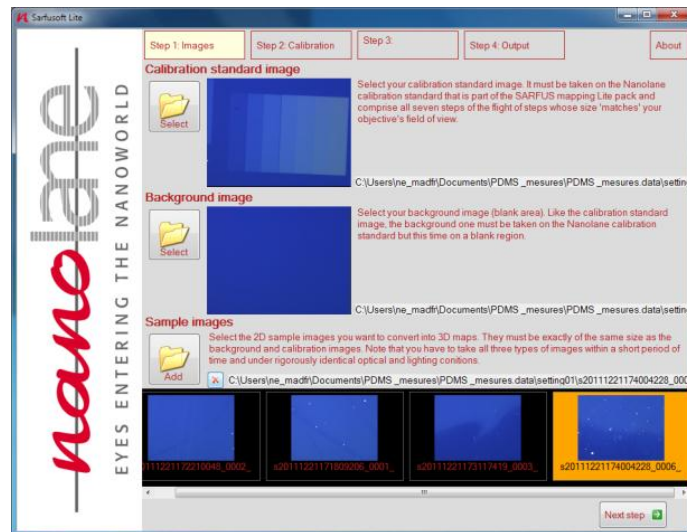 Sarfusoft Lite
Step 1: Images
Step 2: Calibration
Step 3:
Step 4: Output
About
Calibration standard image
Select
Select your calibration standard image. It must be taken on the Nanolane
calibration standard that is part of the SARFUS mapping Lite pack and
comprise all seven steps of the flight of steps whose size 'matches' your
objective's field of view.
C:\Users\ne_madfr\Documents\PDMS _mesures\PDMS _mesures.data\settin
Background image
Select
Select your background image (blank area). Like the calibration standard
image, the background one must be taken on the Nanolane calibration
standard but this time on a blank region.
C:\Users\ne_madfr\Documents\PDMS _mesures\PDMS _mesures.data\settin
Sample images
Add
Select the 2D sample images you want to convert into 3D maps. They must be exactly of the same size as the
background and calibration images. Note that you have to take all three types of images within a short period of
time and under rigorously identical optical and lighting conitions.
C:\Users\ne_madfr\Documents\PDMS _mesures\PDMS _mesures.data\setting01\s20111221174004228_000
0111221172210048_0002_
s20111221171809206_0001_
s20111221173117419_0003_
s20111221174004228_0006_
Next step
nanolane
EYES ENTERING THE NANOWORLD